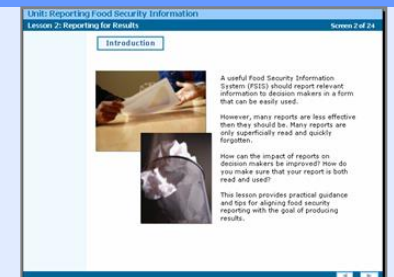 Unit: Reporting Food Security Information
Lesson 2: Reporting for Results
Screen 2 of 24
Introduction
A useful Food Security Information
System (FSIS) should report relevant
information to decision makers in a form
that can be easily used.
However, many reports are less effective
then they should be. Many reports are
only superficially read and quickly
forgotten.
How can the impact of reports on
decision makers be improved? How do
you make sure that your report is both
read and used?
This lesson provides practical guidance
and tips for aligning food security
reporting with the goal of producing
results.